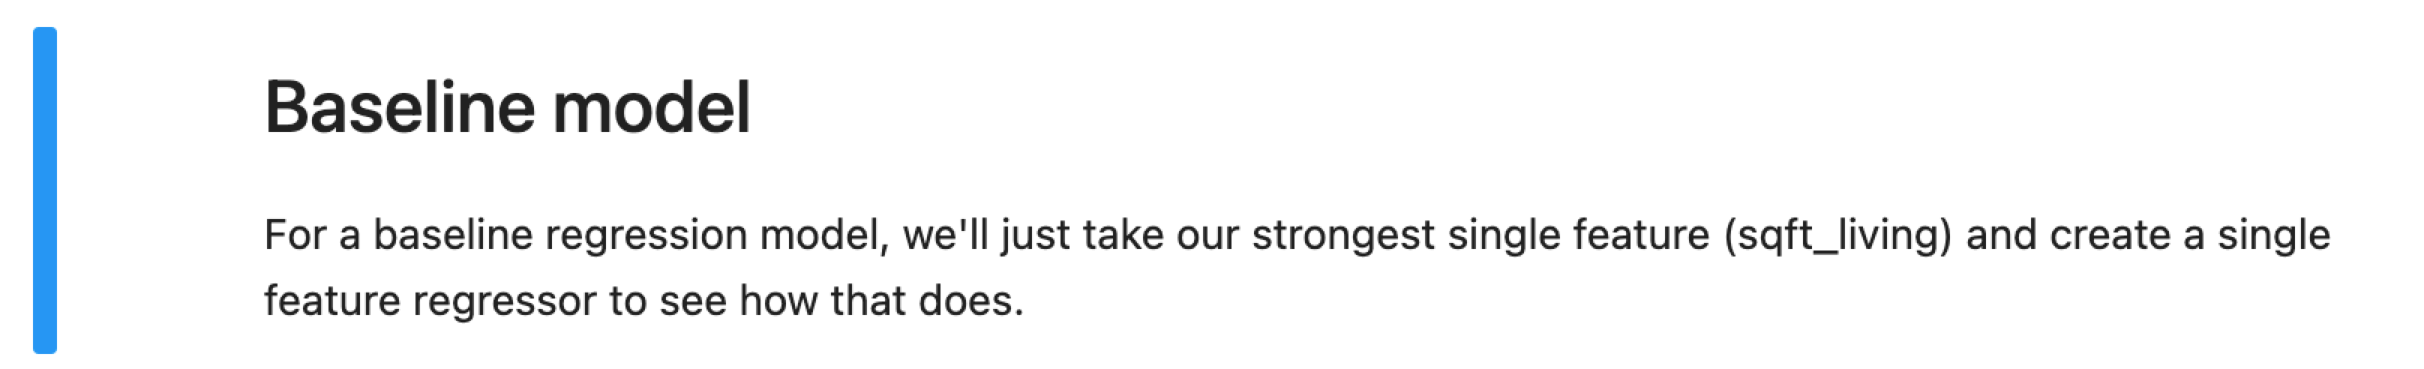 Baseline model
For a baseline regression model, we'll just take our strongest single feature (sqft_living) and create a single
feature regressor to see how that does.